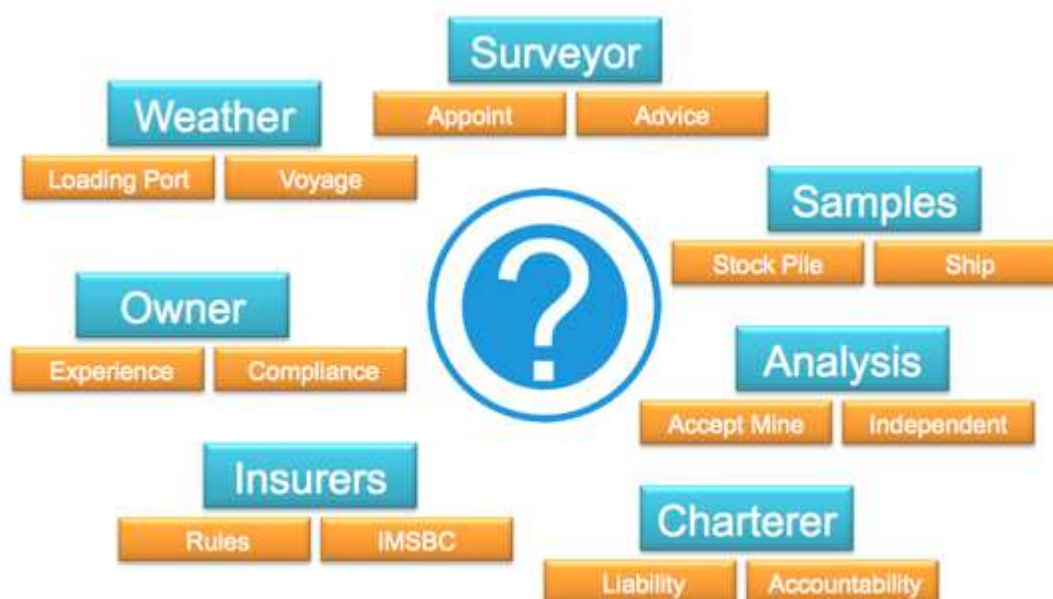 Surveyor
Appoint
Advice
Weather
Loading Port
Voyage
Samples
Stock Pile
Ship
?
Owner
Experience
Compliance
Analysis
Accept Mine
Independent
Insurers
Rules
IMSBC
Charterer
Liability
Accountability